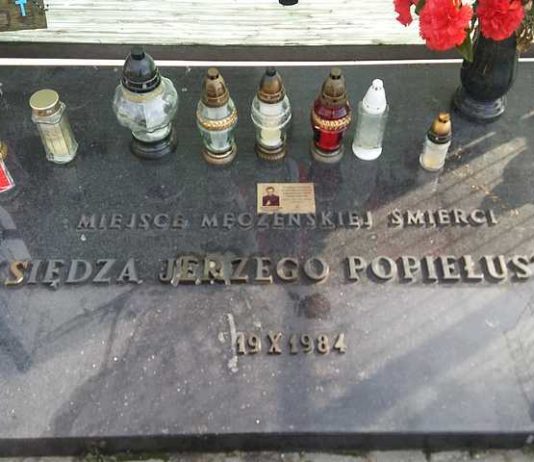 MIEJSCE MĘCZEŃSKIEJ ŚMIERCI
SIĘDZA JERZEGO POPIEŁUS
19 X 1984